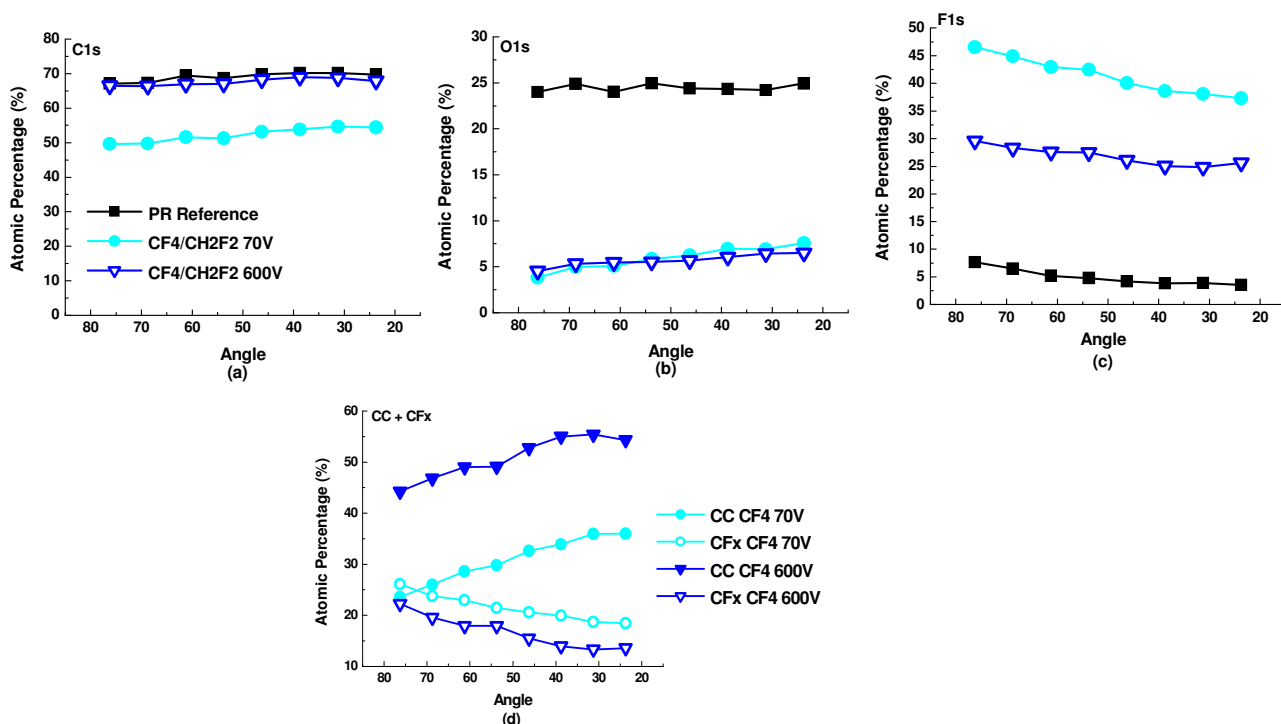 C1s
80
70
60
50
40
30
20
10
0
Atomic Percentage (%)
PR Reference
CF4/CH2F2 70V
CF4/CH2F2 600V
80 70 60 50 40 30 20
Angle
(a)
O1s
30
25
20
15
10
5
0
Atomic Percentage (%)
80 70 60 50 40 30 20
Angle
(b)
F1s
50
45
40
35
30
25
20
15
10
5
0
Atomic Percentage (%)
80 70 60 50 40 30 20
Angle
(c)
CC + CFx
60
50
40
30
20
10
Atomic Percentage (%)
80 70 60 50 40 30 20
Angle
(d)
CC CF4 70V
CFx CF4 70V
CC CF4 600V
CFx CF4 600V